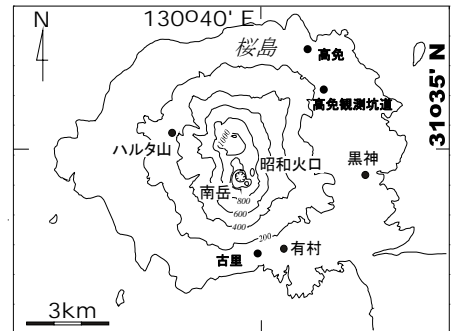 N
130°40' E
桜島
高免
31°35' N
高免観測坑道
ハルタ山
昭和火口
黒神
南岳
800
600
400
200
有村
古里
3km